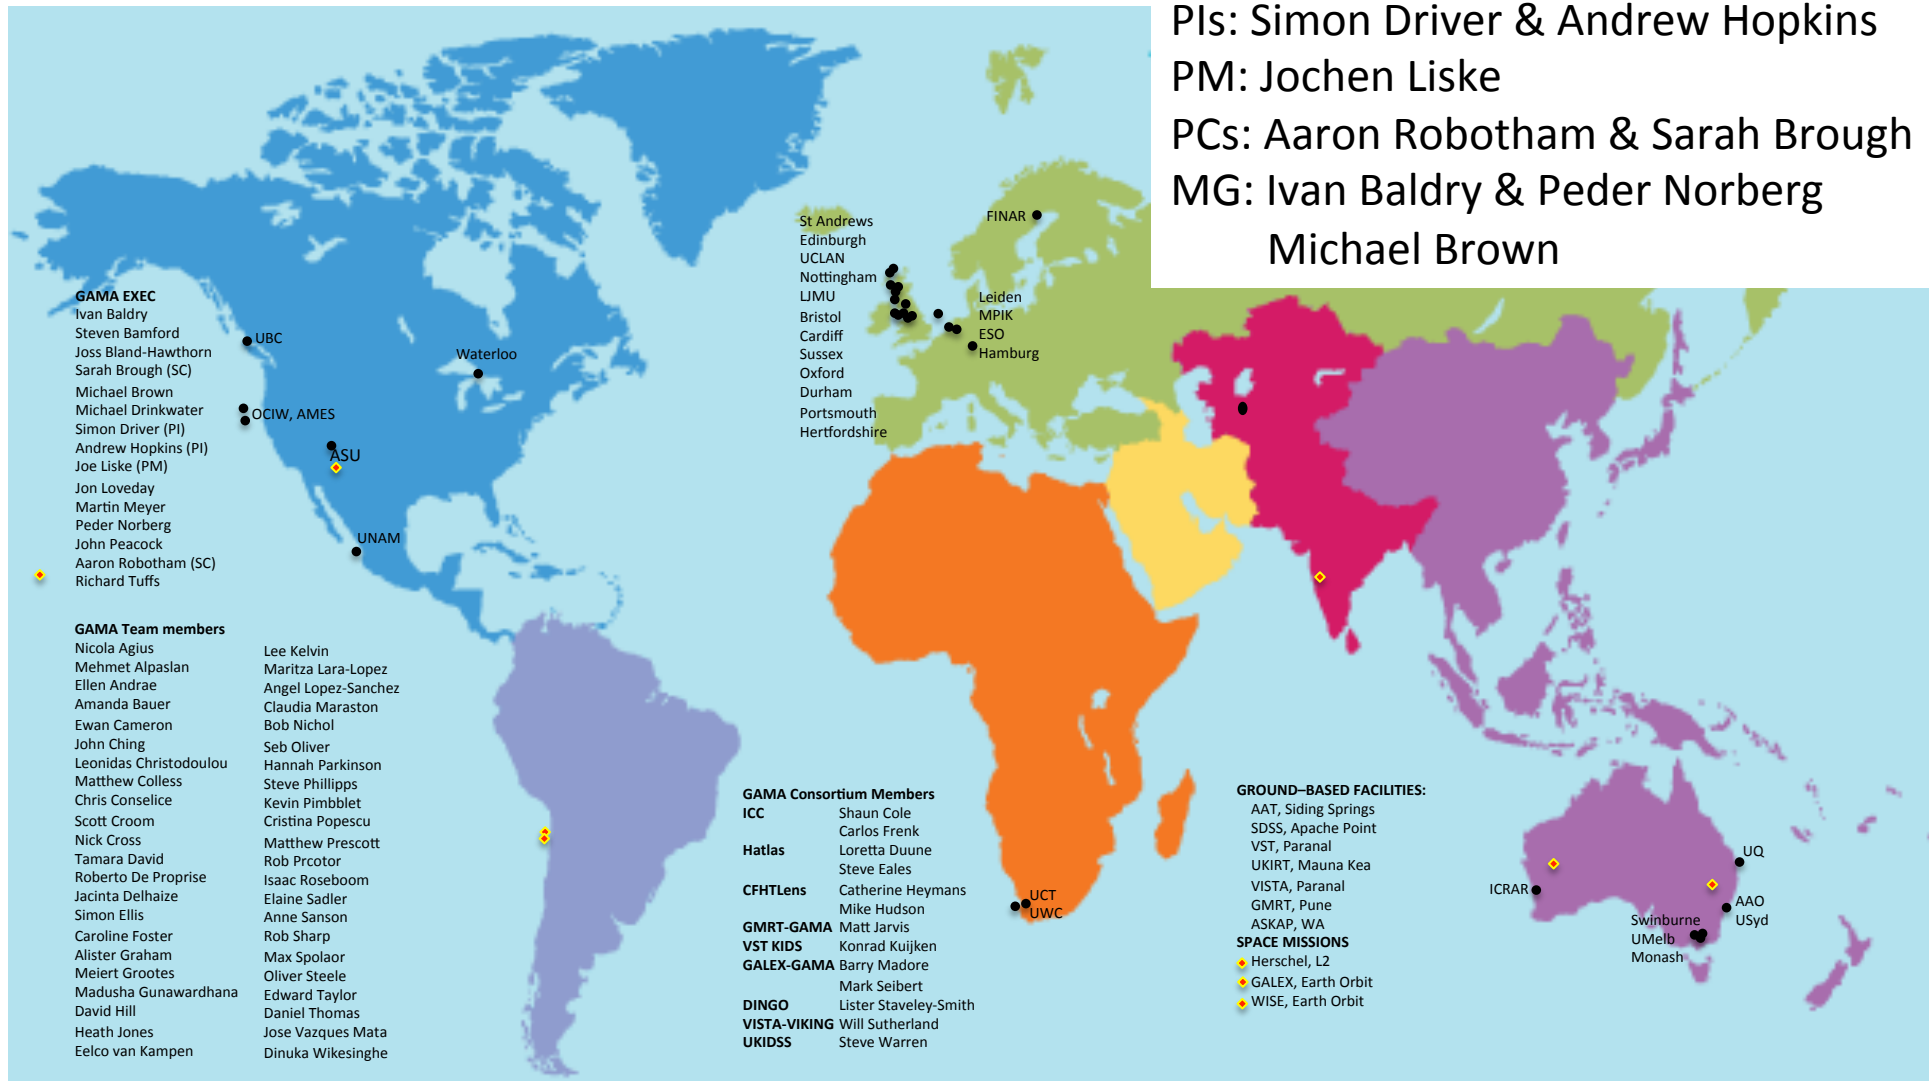 PIs: Simon Driver & Andrew Hopkins
PM: Jochen Liske
PCs: Aaron Robotham & Sarah Brough
MG: Ivan Baldry & Peder Norberg
Michael Brown
St Andrews
Edinburgh
UCLAN
Nottingham
LJMU
Bristol
Cardiff
Sussex
Oxford
Durham
Portsmouth
Hertfordshire
FINAR
Leiden
MPIK
ESO
Hamburg
UBC
Waterloo
OCIW, AMES
ASU
UNAM
GAMA EXEC
Ivan Baldry
Steven Bamford
Joss Bland-Hawthorn
Sarah Brough (SC)
Michael Brown
Michael Drinkwater
Simon Driver (PI)
Andrew Hopkins (PI)
Joe Liske (PM)
Jon Loveday
Martin Meyer
Peder Norberg
John Peacock
Aaron Robotham (SC)
Richard Tuffs
GAMA Team members
Nicola Agius
Mehmet Alpaslan
Ellen Andrae
Amanda Bauer
Ewan Cameron
John Ching
Leonidas Christodoulou
Matthew Colless
Chris Conselice
Scott Croom
Nick Cross
Tamara David
Roberto De Proprise
Jacinta Delhaize
Simon Ellis
Caroline Foster
Alister Graham
Meiert Grootes
Madusha Gunawardhana
David Hill
Heath Jones
Eelco van Kampen
Lee Kelvin
Maritza Lara-Lopez
Angel Lopez-Sanchez
Claudia Maraston
Bob Nichol
Seb Oliver
Hannah Parkinson
Steve Phillipps
Kevin Pimbblet
Cristina Popescu
Matthew Prescott
Rob Prcotor
Isaac Roseboom
Elaine Sadler
Anne Sanson
Rob Sharp
Max Spolaor
Oliver Steele
Edward Taylor
Daniel Thomas
Jose Vazques Mata
Dinuka Wikesinghe
GAMA Consortium Members
ICC Shaun Cole
Carlos Frenk
Hatlas Loretta Duune
Steve Eales
CFHTLens Catherine Heymans
Mike Hudson
GMRT-GAMA Matt Jarvis
VST KIDS Konrad Kuijken
GALEX-GAMA Barry Madore
Mark Seibert
DINGO Lister Staveley-Smith
VISTA-VIKING Will Sutherland
UKIDSS Steve Warren
UCT
UWC
GROUND–BASED FACILITIES:
AAT, Siding Springs
SDSS, Apache Point
VST, Paranal
UKIRT, Mauna Kea
VISTA, Paranal
GMRT, Pune
ASKAP, WA
SPACE MISSIONS
Herschel, L2
GALEX, Earth Orbit
WISE, Earth Orbit
UQ
ICRAR
AAO
USyd
Swinburne
UMelb
Monash